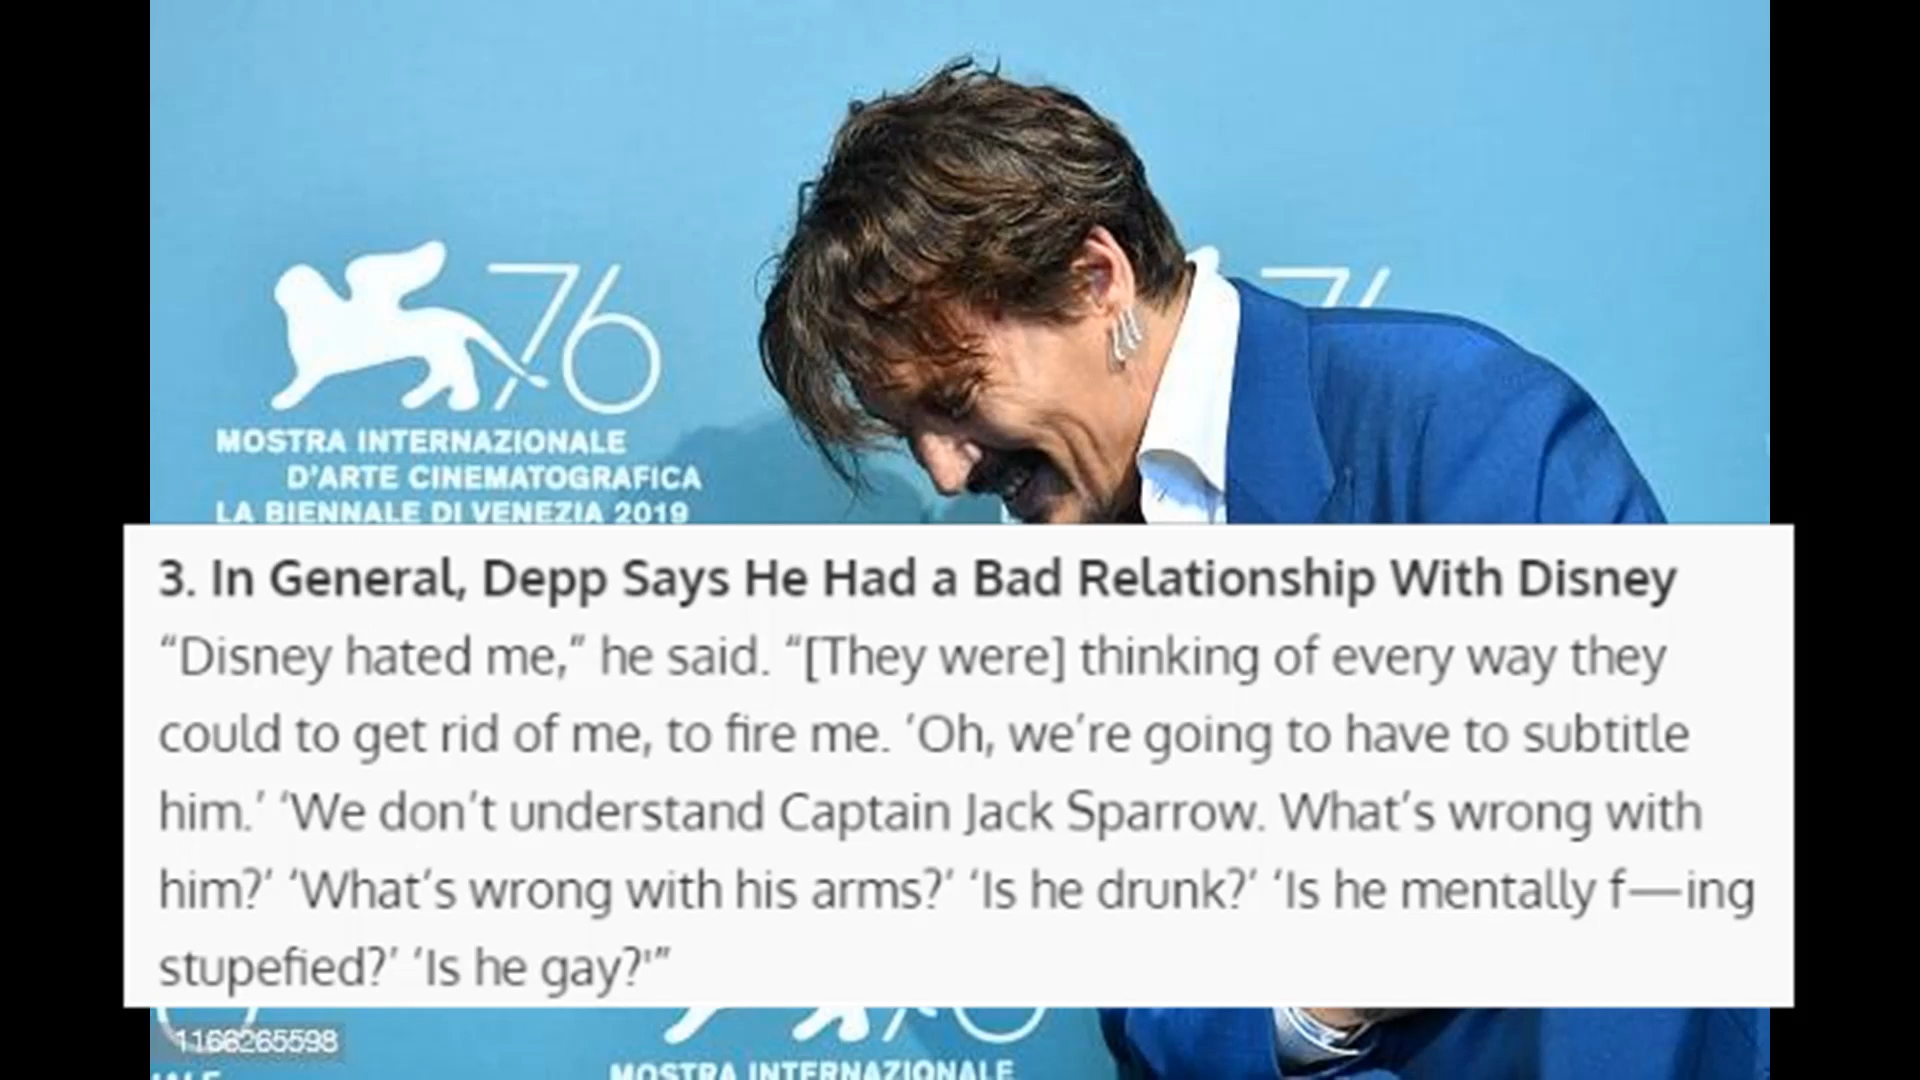 76
76
MOSTRA INTERNAZIONALE
D'ARTE CINEMATOGRAFICA
LA BIENNALE DI VENEZIA 2019
3. In General, Depp Says He Had a Bad Relationship With Disney
“Disney hated me,” he said. “[They were] thinking of every way they
could to get rid of me, to fire me. ‘Oh, we’re going to have to subtitle
him.’ ‘We don’t understand Captain Jack Sparrow. What’s wrong with
him?’ ‘What’s wrong with his arms?’ ‘Is he drunk?’ ‘Is he mentally f—ing
stupefied?’ ‘Is he gay?'”
1166265598
MOSTRA INTERNAZIONALE